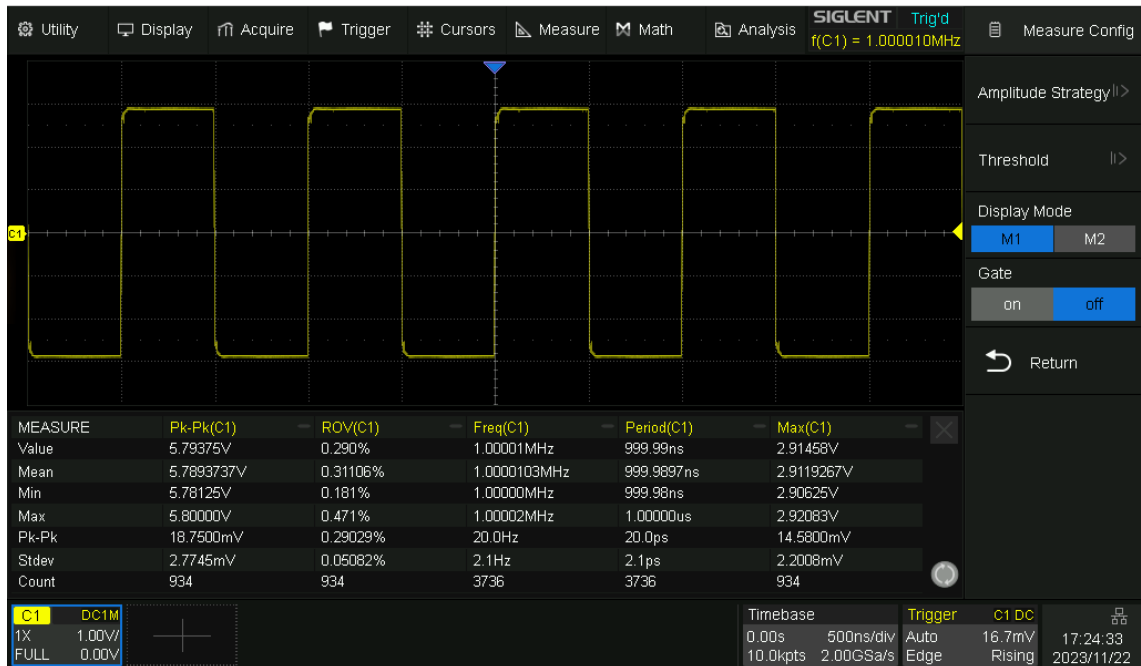 Utility Display Acquire Trigger Cursors Measure Math Analysis SIGLENT Trig'd
f(C1) = 1.000010MHz
Measure Config
Amplitude Strategy
Threshold
Display Mode
M1 M2
Gate
on off
Return
C1
MEASURE Pk-Pk(C1) ROV(C1) Freq(C1) Period(C1) Max(C1)
Value 5.79375V 0.290% 1.00001MHz 999.99ns 2.91458V
Mean 5.7893737V 0.31106% 1.0000103MHz 999.9897ns 2.9119267V
Min 5.78125V 0.181% 1.00000MHz 999.98ns 2.90625V
Max 5.80000V 0.471% 1.00002MHz 1.00000us 2.92083V
Pk-Pk 18.7500mV 0.29029% 20.0Hz 20.0ps 14.5800mV
Stdev 2.7745mV 0.05082% 2.1Hz 2.1ps 2.2008mV
Count 934 934 3736 3736 934
C1 DC1M
1X 1.00V/
FULL 0.00V
Timebase
0.00s 500ns/div
10.0kpts 2.00GSa/s
Trigger C1 DC
Auto 16.7mV
Edge Rising
17:24:33
2023/11/22